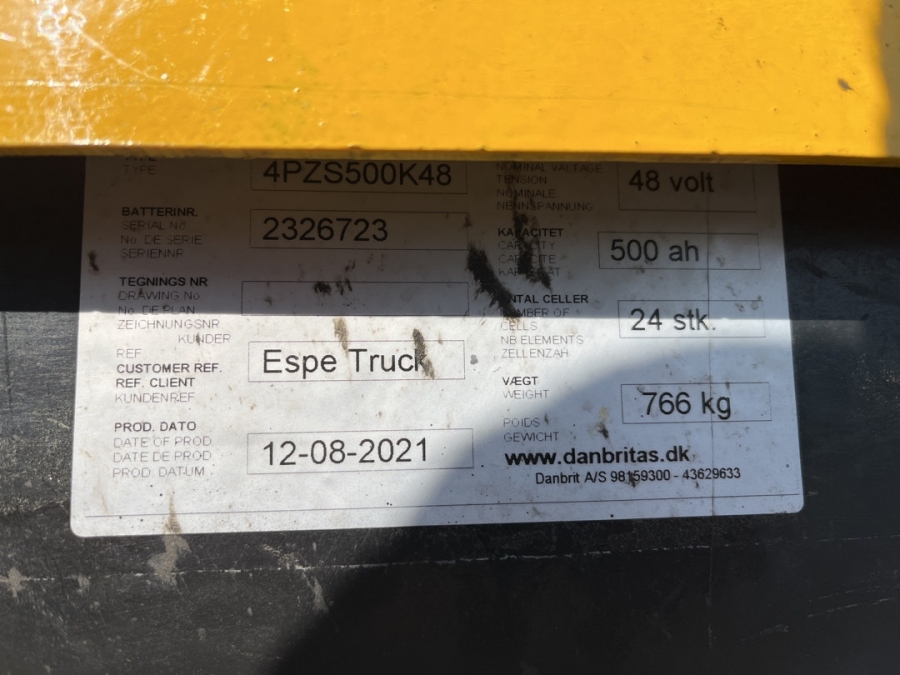 TYPE
4PZS500K48
BATTERINR.
SERIAL No
No. DE SERIE
SERIENNR
2326723
TEGNINGS NR
DRAWING No
No. DE PLAN
ZEICHNUNGSNR
KUNDER
REF
CUSTOMER REF.
REF. CLIENT
KUNDENREF
Espe Truck
PROD. DATO
DATE OF PROD
DATE DE PROD
PROD. DATUM
12-08-2021
NOMINAL VALTAGE
TENSION
NOMINALE
NENNSPANNUNG
48 volt
KAPACITET
CAPACITY
CAPACITE
KAPAZITÄT
500 ah
ANTAL CELLER
NUMBER OF
CELLS
NB ELEMENTS
ZELLENZAH
24 stk.
VÆGT
WEIGHT
POIDS
GEWICHT
766 kg
www.danbritas.dk
Danbrit A/S 98159300 - 43629633